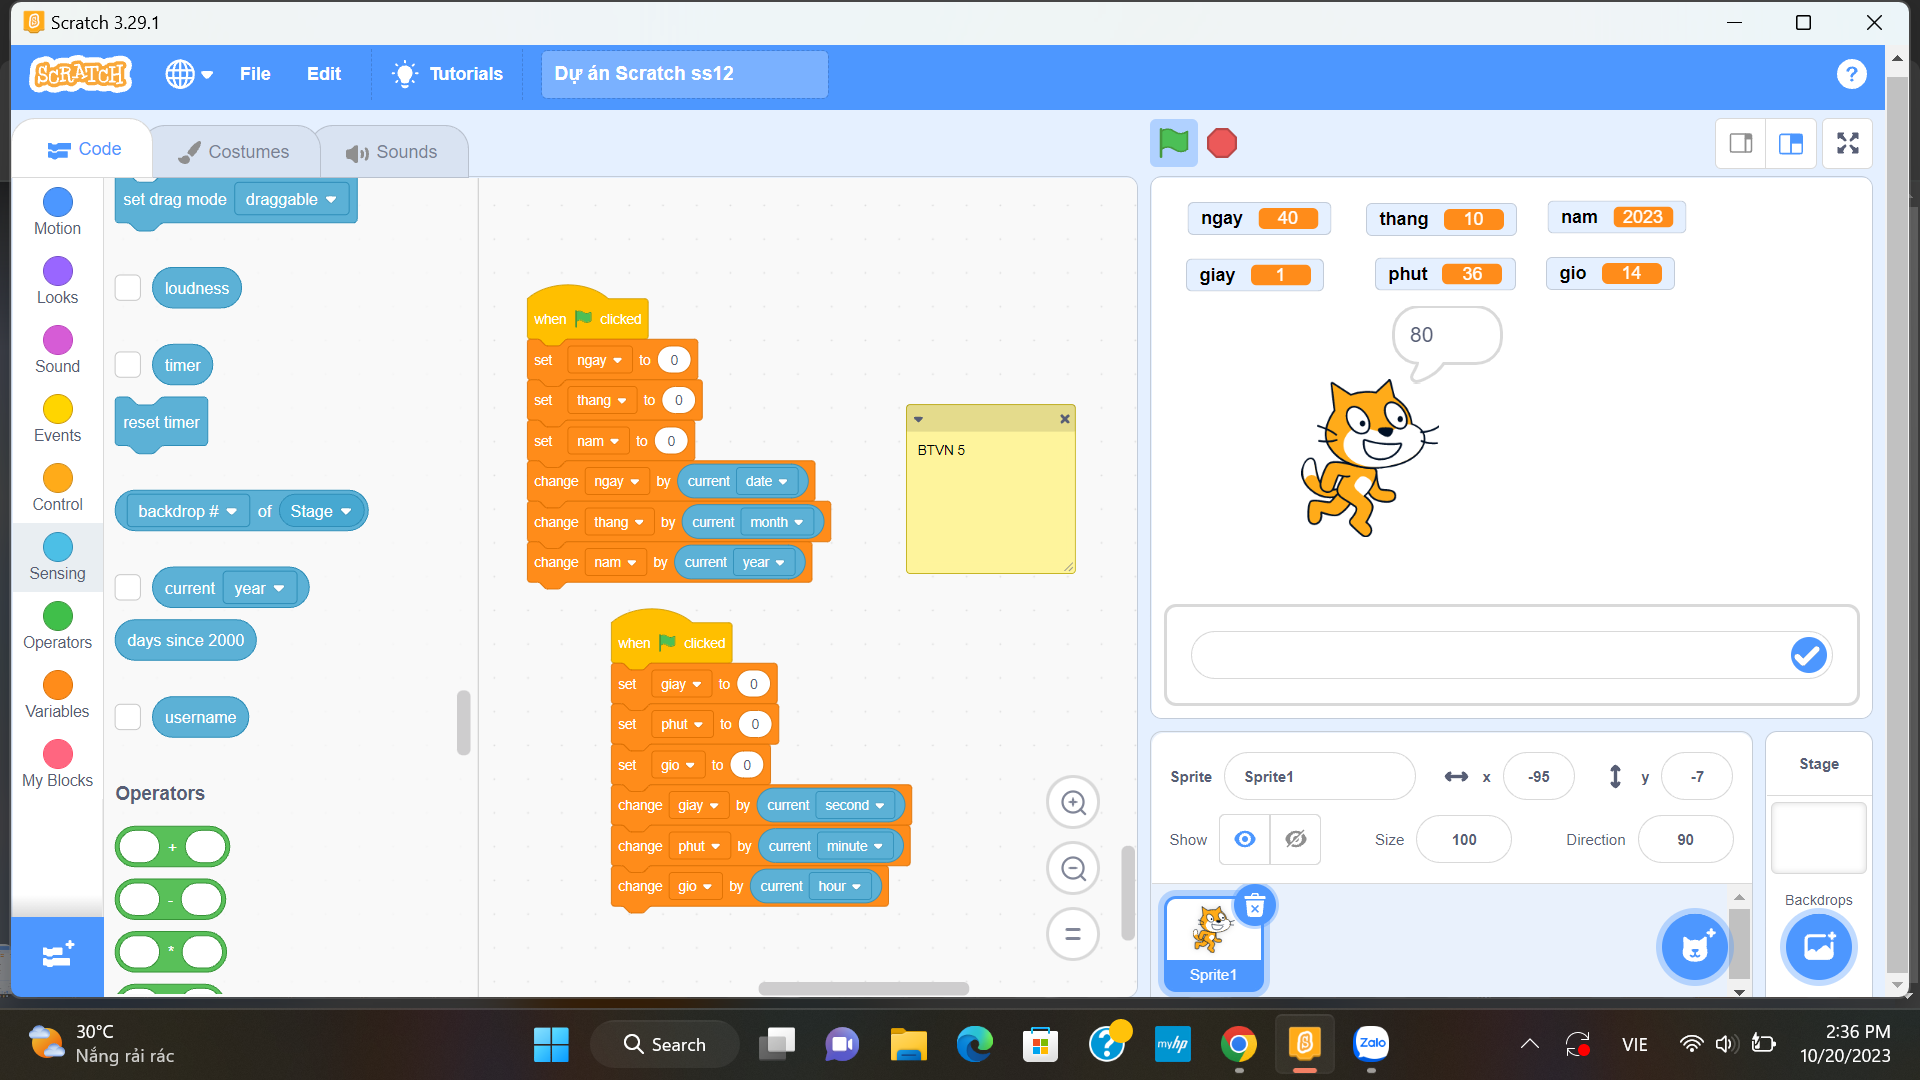 Scratch 3.29.1
SCRATCH
File
Edit
Tutorials
Dự án Scratch ss12
?
Code
Costumes
Sounds
Motion
Looks
Sound
Events
Control
Sensing
Operators
Variables
My Blocks
set drag mode draggable
loudness
timer
reset timer
backdrop # of Stage
current year
days since 2000
username
Operators
+
-
*
when clicked
set ngay to 0
set thang to 0
set nam to 0
change ngay by current date
change thang by current month
change nam by current year
when clicked
set giay to 0
set phut to 0
set gio to 0
change giay by current second
change phut by current minute
change gio by current hour
BTVN 5
ngay 40
thang 10
nam 2023
giay 1
phut 36
gio 14
80
Sprite Sprite1 x -95 y -7
Show Size 100 Direction 90
Sprite1
Stage
Backdrops
30°C
Nắng rải rác
Search
myhp
Zalo
VIE
2:36 PM
10/20/2023